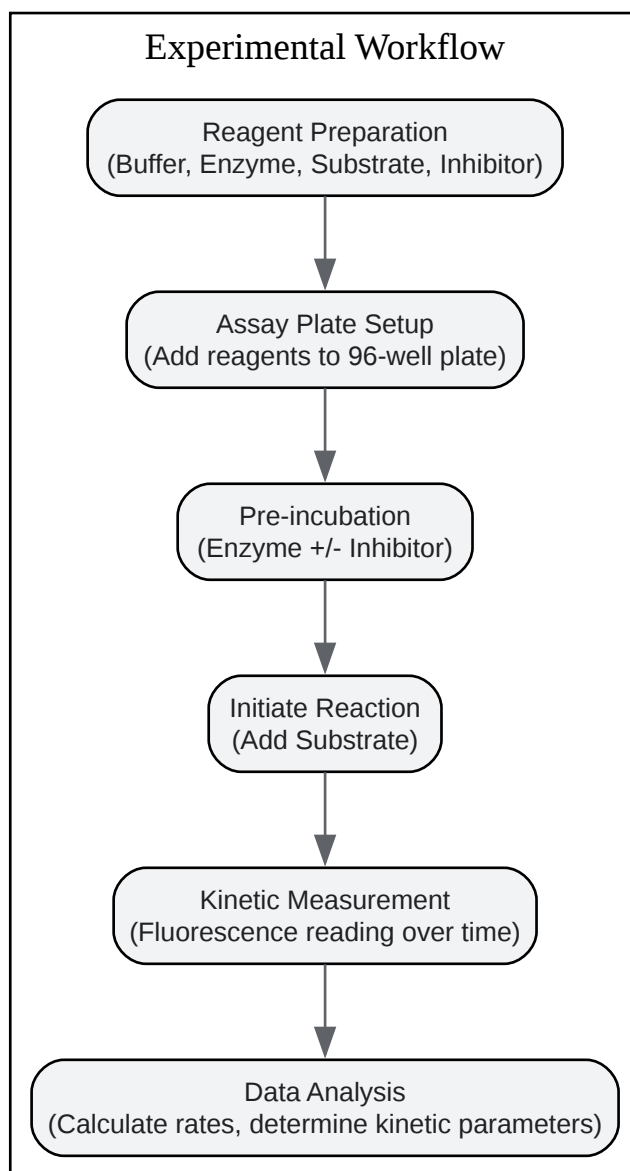 Experimental Workflow
Reagent Preparation
(Buffer, Enzyme, Substrate, Inhibitor)
Assay Plate Setup
(Add reagents to 96-well plate)
Pre-incubation
(Enzyme +/- Inhibitor)
Initiate Reaction
(Add Substrate)
Kinetic Measurement
(Fluorescence reading over time)
Data Analysis
(Calculate rates, determine kinetic parameters)